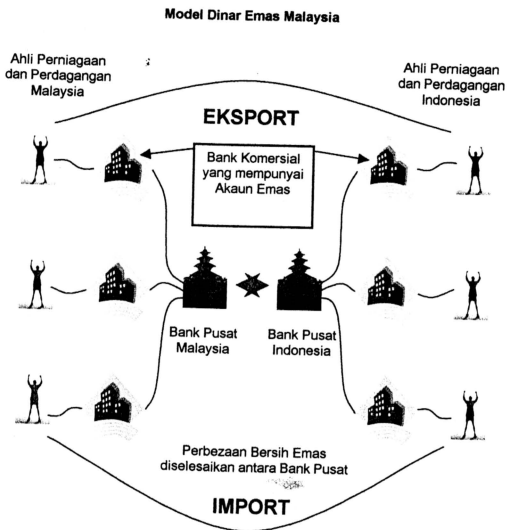 Model Dinar Emas Malaysia
Ahli Perniagaan
dan Perdagangan
Malaysia
Ahli Perniagaan
dan Perdagangan
Indonesia
EKSPORT
Bank Komersial
yang mempunyai
Akaun Emas
Bank Pusat
Malaysia
Bank Pusat
Indonesia
Perbezaan Bersih Emas
diselesaikan antara Bank Pusat
IMPORT